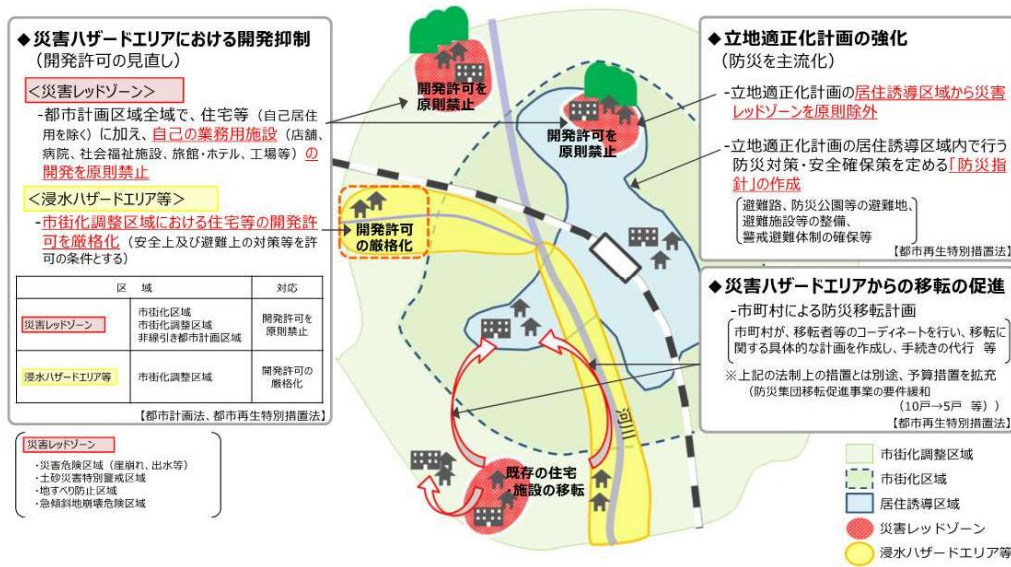 ◆災害ハザードエリアにおける開発抑制
（開発許可の見直し）
＜災害レッドゾーン＞
-都市計画区域全域で、住宅等（自己居住
用を除く）に加え、自己の業務用施設（店舗、
病院、社会福祉施設、旅館・ホテル、工場等）の
開発を原則禁止
＜浸水ハザードエリア等＞
-市街化調整区域における住宅等の開発許
可を厳格化（安全上及び避難上の対策等を許
可の条件とする）
区　域
対応
災害レッドゾーン
市街化区域
市街化調整区域
非線引き都市計画区域
開発許可を
原則禁止
浸水ハザードエリア等
市街化調整区域
開発許可の
厳格化
【都市計画法、都市再生特別措置法】
災害レッドゾーン
・災害危険区域（崖崩れ、出水等）
・土砂災害特別警戒区域
・地すべり防止区域
・急傾斜地崩壊危険区域
開発許可を
原則禁止
開発許可を
原則禁止
開発許可
の厳格化
河川
既存の住宅
・施設の移転
◆立地適正化計画の強化
（防災を主流化）
-立地適正化計画の居住誘導区域から災害
レッドゾーンを原則除外
-立地適正化計画の居住誘導区域内で行う
防災対策・安全確保策を定める「防災指
針」の作成
避難路、防災公園等の避難地、
避難施設等の整備、
警戒避難体制の確保等
【都市再生特別措置法】
◆災害ハザードエリアからの移転の促進
-市町村による防災移転計画
市町村が、移転者等のコーディネートを行い、移転に
関する具体的な計画を作成し、手続きの代行 等
※上記の法制上の措置とは別途、予算措置を拡充
（防災集団移転促進事業の要件緩和
（10戸→5戸 等））
【都市再生特別措置法】
市街化調整区域
市街化区域
居住誘導区域
災害レッドゾーン
浸水ハザードエリア等